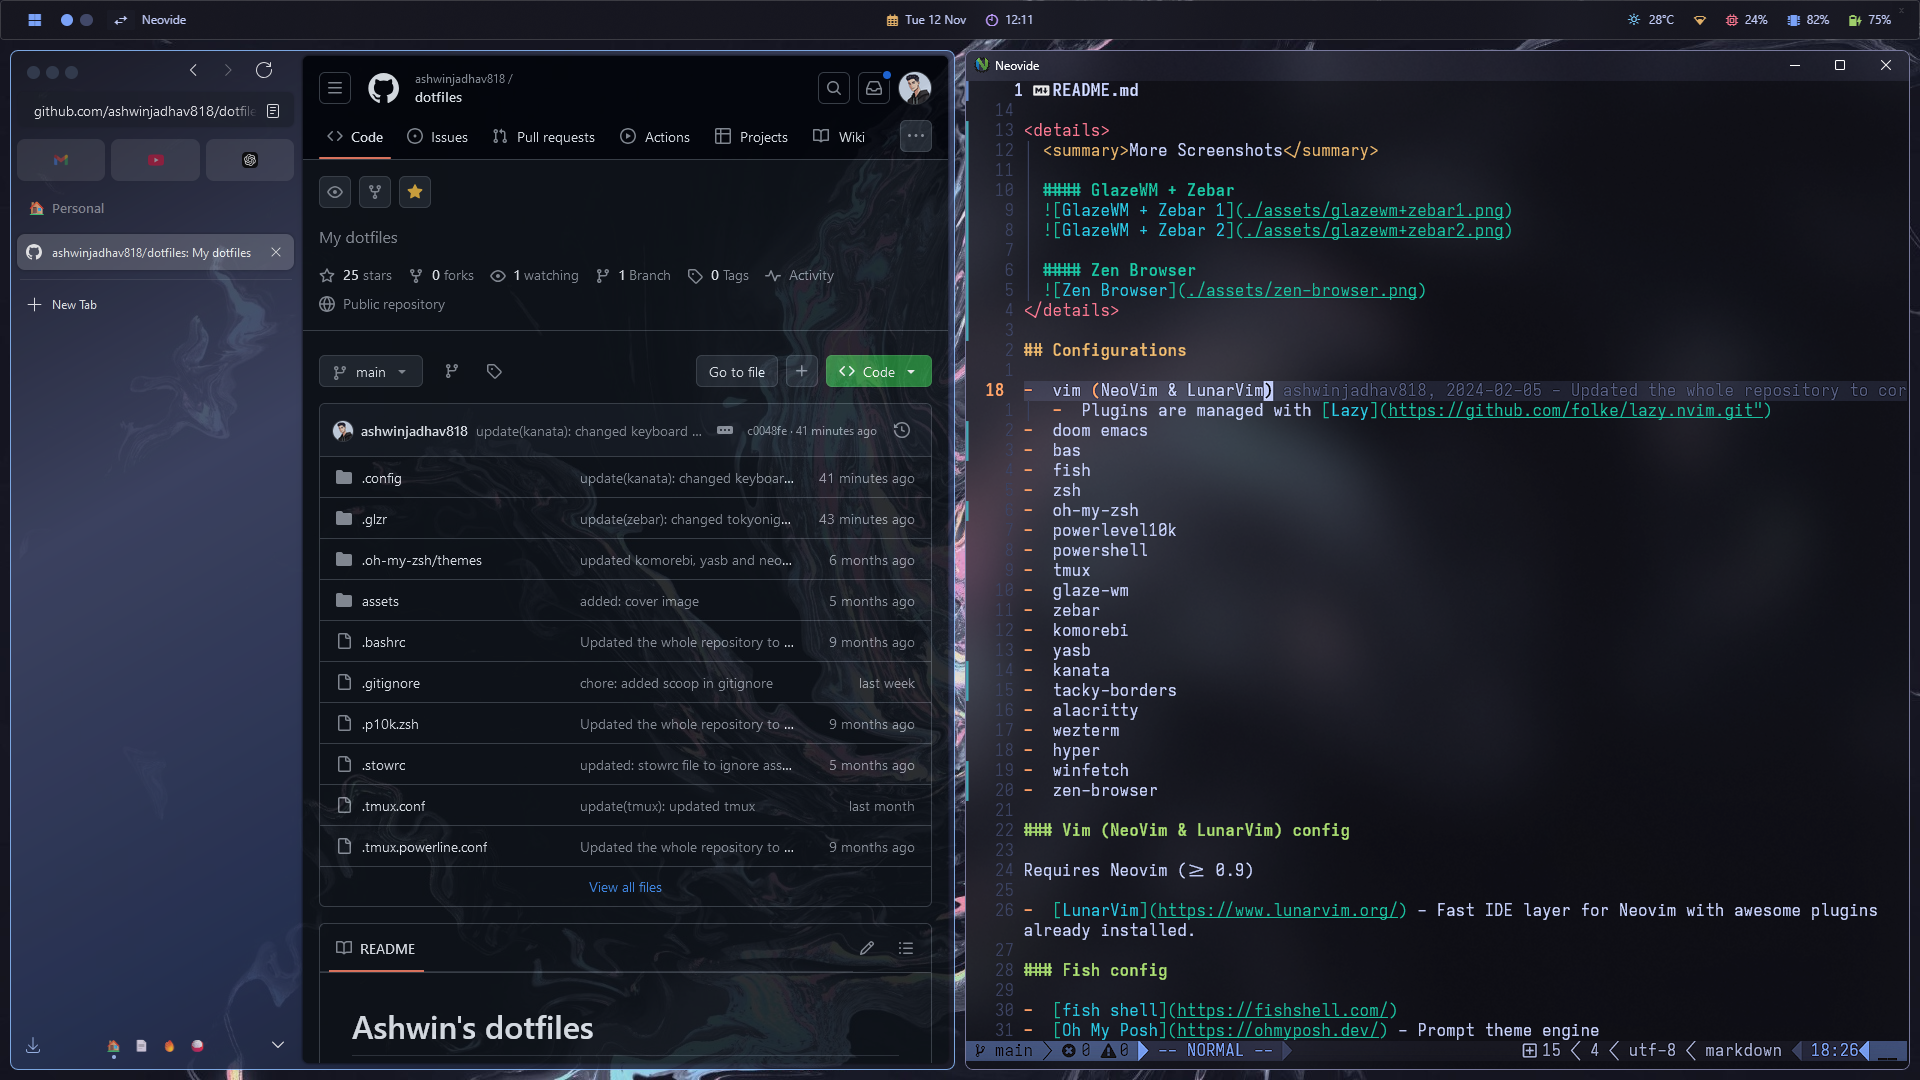 Neovide
Tue 12 Nov 12:11
28°C 24% 82% 75%
github.com/ashwinjadhav818/dotfile
Personal
ashwinjadhav818/dotfiles: My dotfiles
New Tab
ashwinjadhav818 /
dotfiles
Code Issues Pull requests Actions Projects Wiki
My dotfiles
25 stars 0 forks 1 watching 1 Branch 0 Tags Activity
Public repository
main Go to file Code
ashwinjadhav818 update(kanata): changed keyboard ... c0048fe · 41 minutes ago
.config update(kanata): changed keyboar... 41 minutes ago
.glzr update(zebar): changed tokyonig... 43 minutes ago
.oh-my-zsh/themes updated komorebi, yasb and neo... 6 months ago
assets added: cover image 5 months ago
.bashrc Updated the whole repository to ... 9 months ago
.gitignore chore: added scoop in gitignore last week
.p10k.zsh Updated the whole repository to ... 9 months ago
.stowrc updated: stowrc file to ignore ass... 5 months ago
.tmux.conf update(tmux): updated tmux last month
.tmux.powerline.conf Updated the whole repository to ... 9 months ago
View all files
README
Ashwin's dotfiles
Neovide
1 README.md
14
13 <details>
12 <summary>More Screenshots</summary>
11
10 #### GlazeWM + Zebar
9 ![GlazeWM + Zebar 1](./assets/glazewm+zebar1.png)
8 ![GlazeWM + Zebar 2](./assets/glazewm+zebar2.png)
7
6 #### Zen Browser
5 ![Zen Browser](./assets/zen-browser.png)
4 </details>
3
2 ## Configurations
1
18 - vim (NeoVim & LunarVim) ashwinjadhav818, 2024-02-05 - Updated the whole repository to cor
1 - Plugins are managed with [Lazy](https://github.com/folke/lazy.nvim.git")
2 - doom emacs
3 - bas
4 - fish
5 - zsh
6 - oh-my-zsh
7 - powerlevel10k
8 - powershell
9 - tmux
10 - glaze-wm
11 - zebar
12 - komorebi
13 - yasb
14 - kanata
15 - tacky-borders
16 - alacritty
17 - wezterm
18 - hyper
19 - winfetch
20 - zen-browser
21
22 ### Vim (NeoVim & LunarVim) config
23
24 Requires Neovim (≥ 0.9)
25
26 - [LunarVim](https://www.lunarvim.org/) - Fast IDE layer for Neovim with awesome plugins
already installed.
27
28 ### Fish config
29
30 - [fish shell](https://fishshell.com/)
31 - [Oh My Posh](https://ohmyposh.dev/) - Prompt theme engine
main 0 0 -- NORMAL -- 15 4 utf-8 markdown 18:26